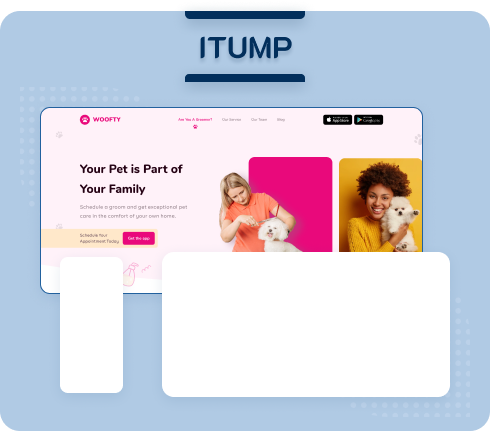 ITUMP
WOOFTY
Are You A Groomer?
Our Service
Our Team
Blog
App Store
Google Play
Your Pet is Part of
Your Family
Schedule a groom and get exceptional pet
care in the comfort of your own home.
Schedule Your
Appointment Today
Get the app